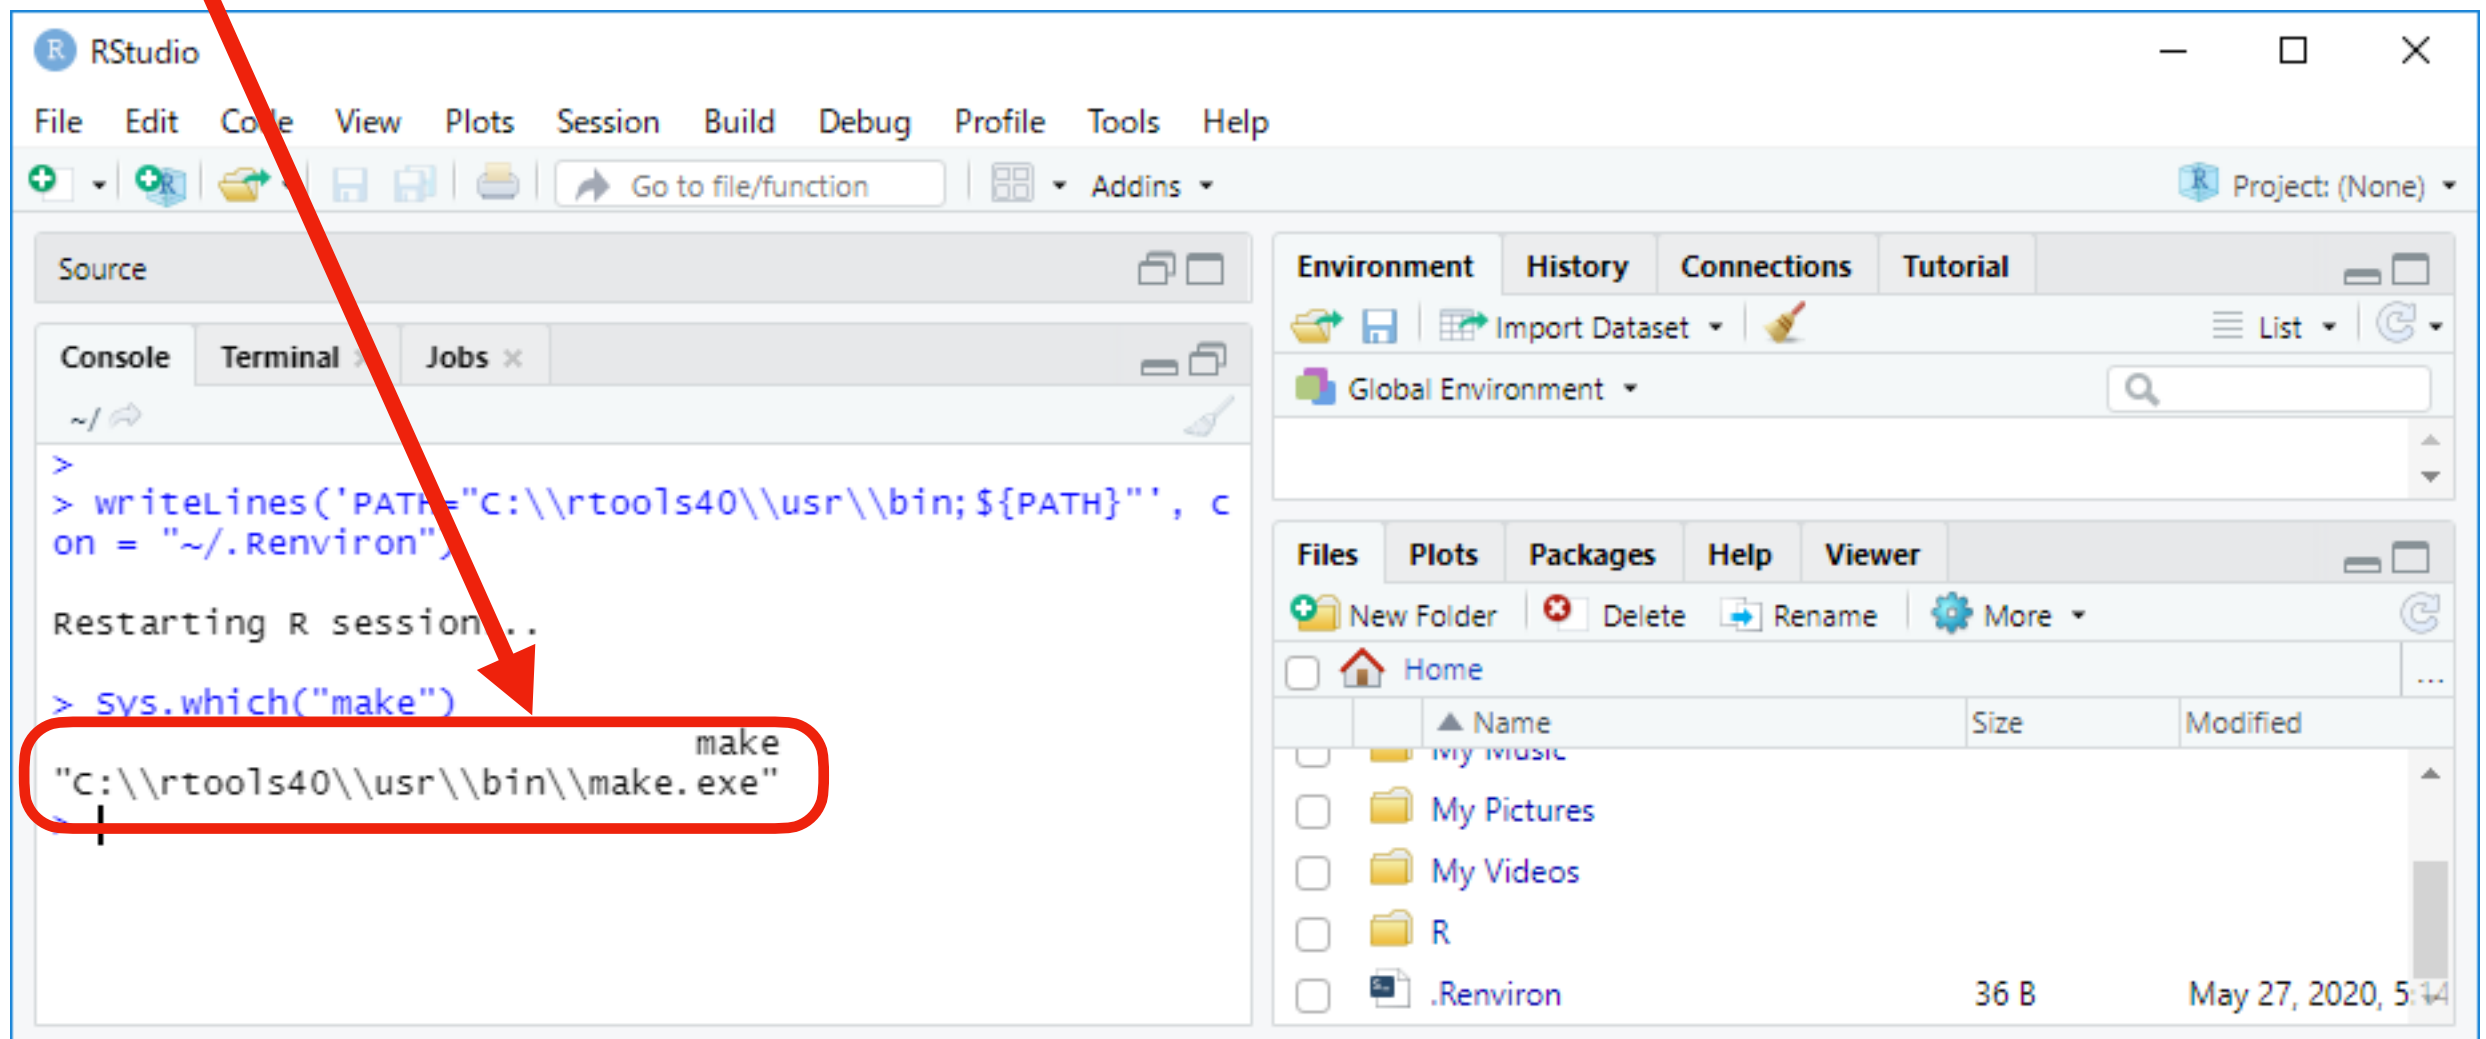 RStudio
File Edit Code View Plots Session Build Debug Profile Tools Help
Go to file/function Addins Project: (None)
Source
Console Terminal Jobs
~/
>
> writeLines('PATH="C:\\rtools40\\usr\\bin;${PATH}"', c
on = "~/.Renviron")
Restarting R session...
> Sys.which("make")
make
"C:\\rtools40\\usr\\bin\\make.exe"
>
Environment History Connections Tutorial
Import Dataset List
Global Environment
Files Plots Packages Help Viewer
New Folder Delete Rename More
Home ...
Name Size Modified
My Music
My Pictures
My Videos
R
.Renviron 36 B May 27, 2020, 5:14